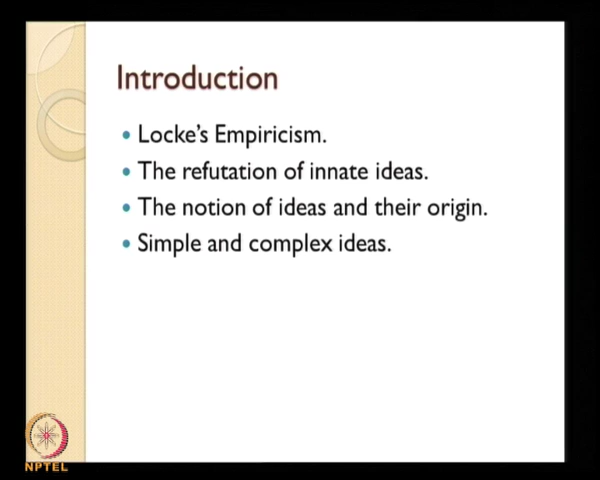 Introduction
• Locke's Empiricism.
• The refutation of innate ideas.
• The notion of ideas and their origin.
• Simple and complex ideas.
NPTEL